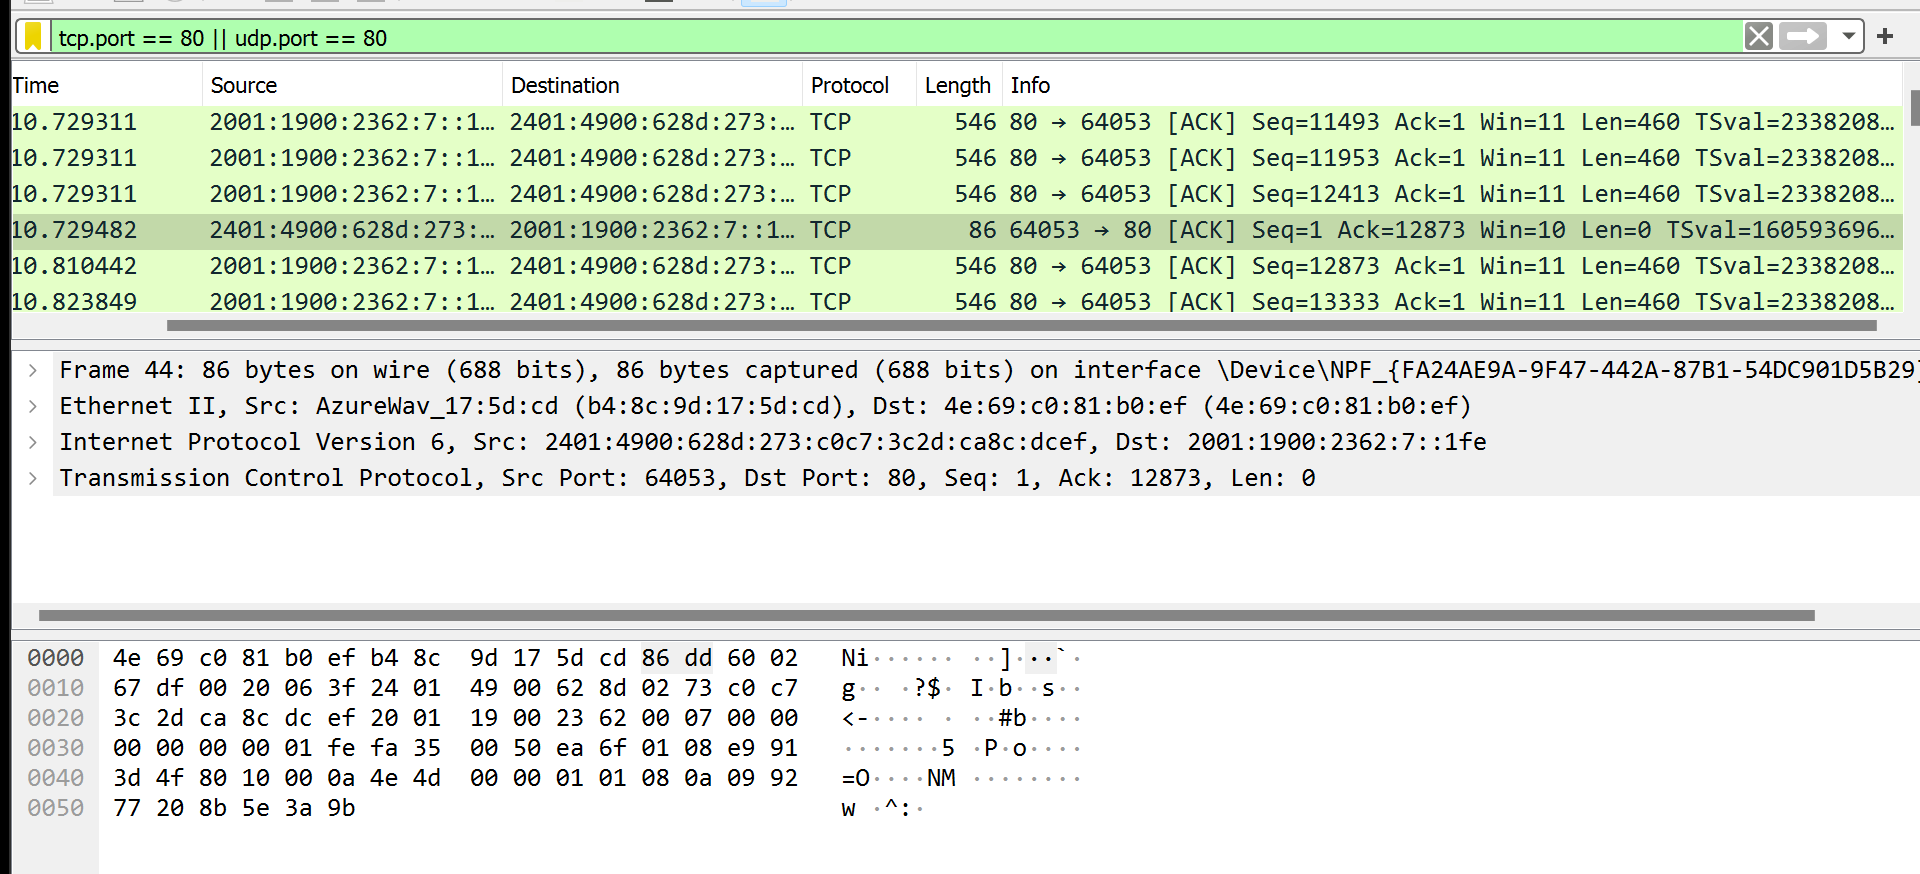 tcp.port == 80 || udp.port == 80
Time Source Destination Protocol Length Info
10.729311 2001:1900:2362:7::1… 2401:4900:628d:273:… TCP 546 80 → 64053 [ACK] Seq=11493 Ack=1 Win=11 Len=460 TSval=2338208…
10.729311 2001:1900:2362:7::1… 2401:4900:628d:273:… TCP 546 80 → 64053 [ACK] Seq=11953 Ack=1 Win=11 Len=460 TSval=2338208…
10.729311 2001:1900:2362:7::1… 2401:4900:628d:273:… TCP 546 80 → 64053 [ACK] Seq=12413 Ack=1 Win=11 Len=460 TSval=2338208…
10.729482 2401:4900:628d:273:… 2001:1900:2362:7::1… TCP 86 64053 → 80 [ACK] Seq=1 Ack=12873 Win=10 Len=0 TSval=160593696…
10.810442 2001:1900:2362:7::1… 2401:4900:628d:273:… TCP 546 80 → 64053 [ACK] Seq=12873 Ack=1 Win=11 Len=460 TSval=2338208…
10.823849 2001:1900:2362:7::1… 2401:4900:628d:273:… TCP 546 80 → 64053 [ACK] Seq=13333 Ack=1 Win=11 Len=460 TSval=2338208…
Frame 44: 86 bytes on wire (688 bits), 86 bytes captured (688 bits) on interface \Device\NPF_{FA24AE9A-9F47-442A-87B1-54DC901D5B29}
Ethernet II, Src: AzureWav_17:5d:cd (b4:8c:9d:17:5d:cd), Dst: 4e:69:c0:81:b0:ef (4e:69:c0:81:b0:ef)
Internet Protocol Version 6, Src: 2401:4900:628d:273:c0c7:3c2d:ca8c:dcef, Dst: 2001:1900:2362:7::1fe
Transmission Control Protocol, Src Port: 64053, Dst Port: 80, Seq: 1, Ack: 12873, Len: 0
0000 4e 69 c0 81 b0 ef b4 8c 9d 17 5d cd 86 dd 60 02 Ni······ ··]···`·
0010 67 df 00 20 06 3f 24 01 49 00 62 8d 02 73 c0 c7 g·· ·?$· I·b··s··
0020 3c 2d ca 8c dc ef 20 01 19 00 23 62 00 07 00 00 <-···· · ··#b····
0030 00 00 00 00 01 fe fa 35 00 50 ea 6f 01 08 e9 91 ·······5 ·P·o····
0040 3d 4f 80 10 00 0a 4e 4d 00 00 01 01 08 0a 09 92 =O····NM ········
0050 77 20 8b 5e 3a 9b w ·^:·